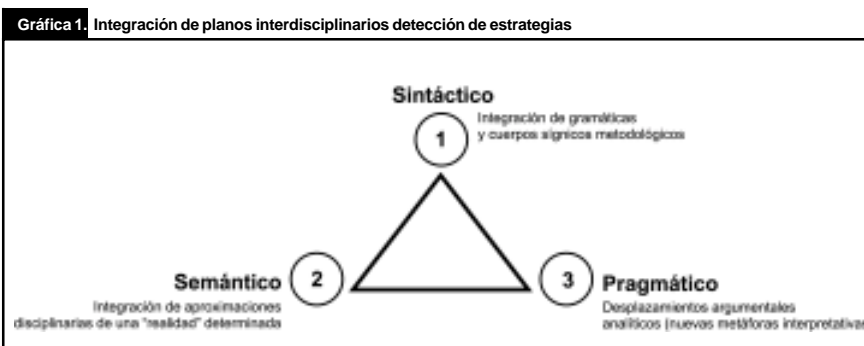 Gráfica 1. Integración de planos interdisciplinarios detección de estrategias
Sintáctico
Integración de gramáticas
y cuerpos sígnicos metodológicos
1
Semántico
2
Integración de aproximaciones
disciplinarias de una "realidad" determinada
3
Pragmático
Desplazamientos argumentales
analíticos (nuevas metáforas interpretativas